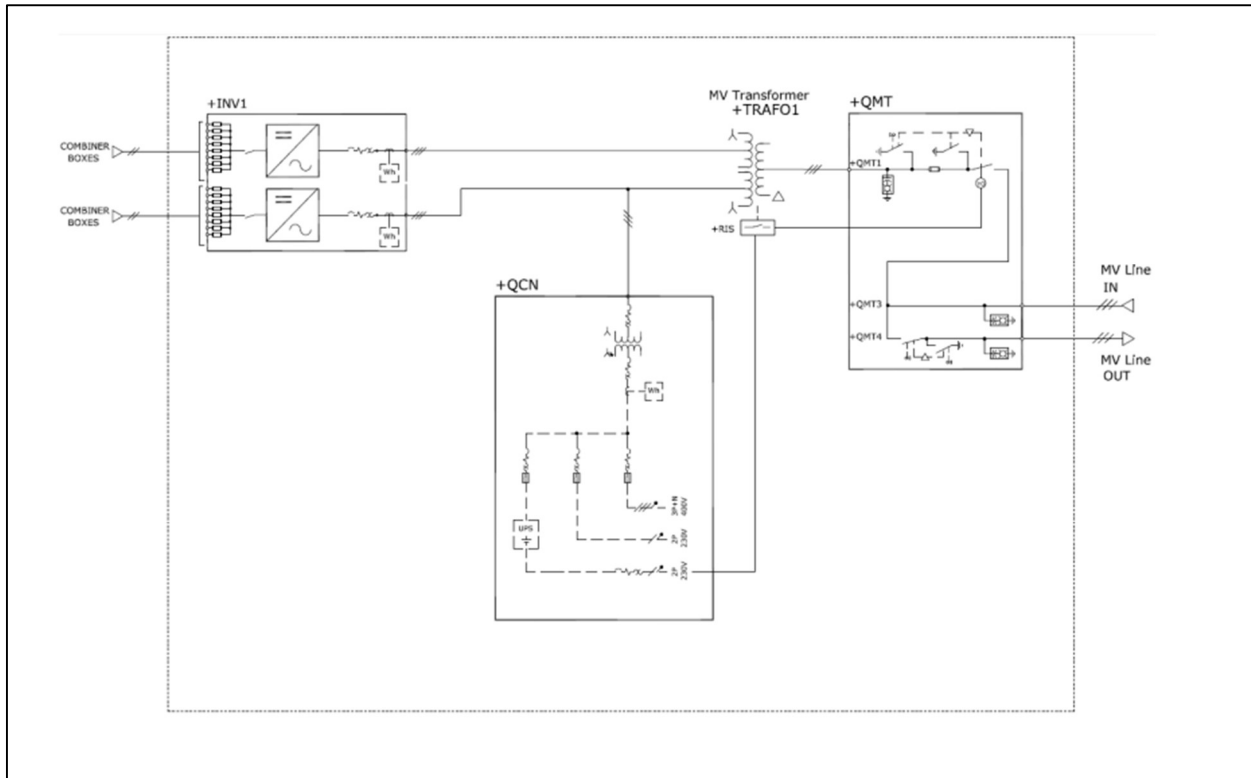 +INV1
COMBINER
BOXES
Wh
COMBINER
BOXES
Wh
MV Transformer
+TRAFO1
+RIS
+QMT
+QMT1
+QMT3
+QMT4
MV Line
IN
MV Line
OUT
+QCN
Wh
UPS
3P+N
400V
2P
230V
2P
230V